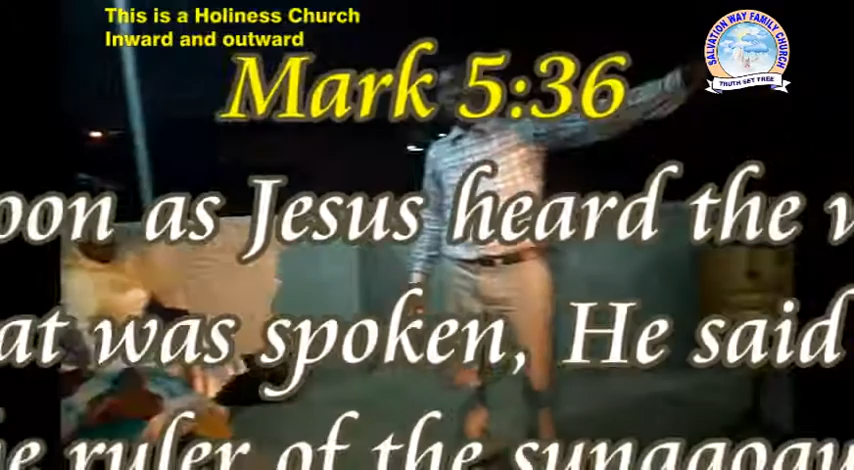 This is a Holiness Church
Inward and outward
SALVATION WAY FAMILY CHURCH
TRUTH SET FREE
Mark 5:36
as Jesus heard the
was spoken, He said
ruler of the